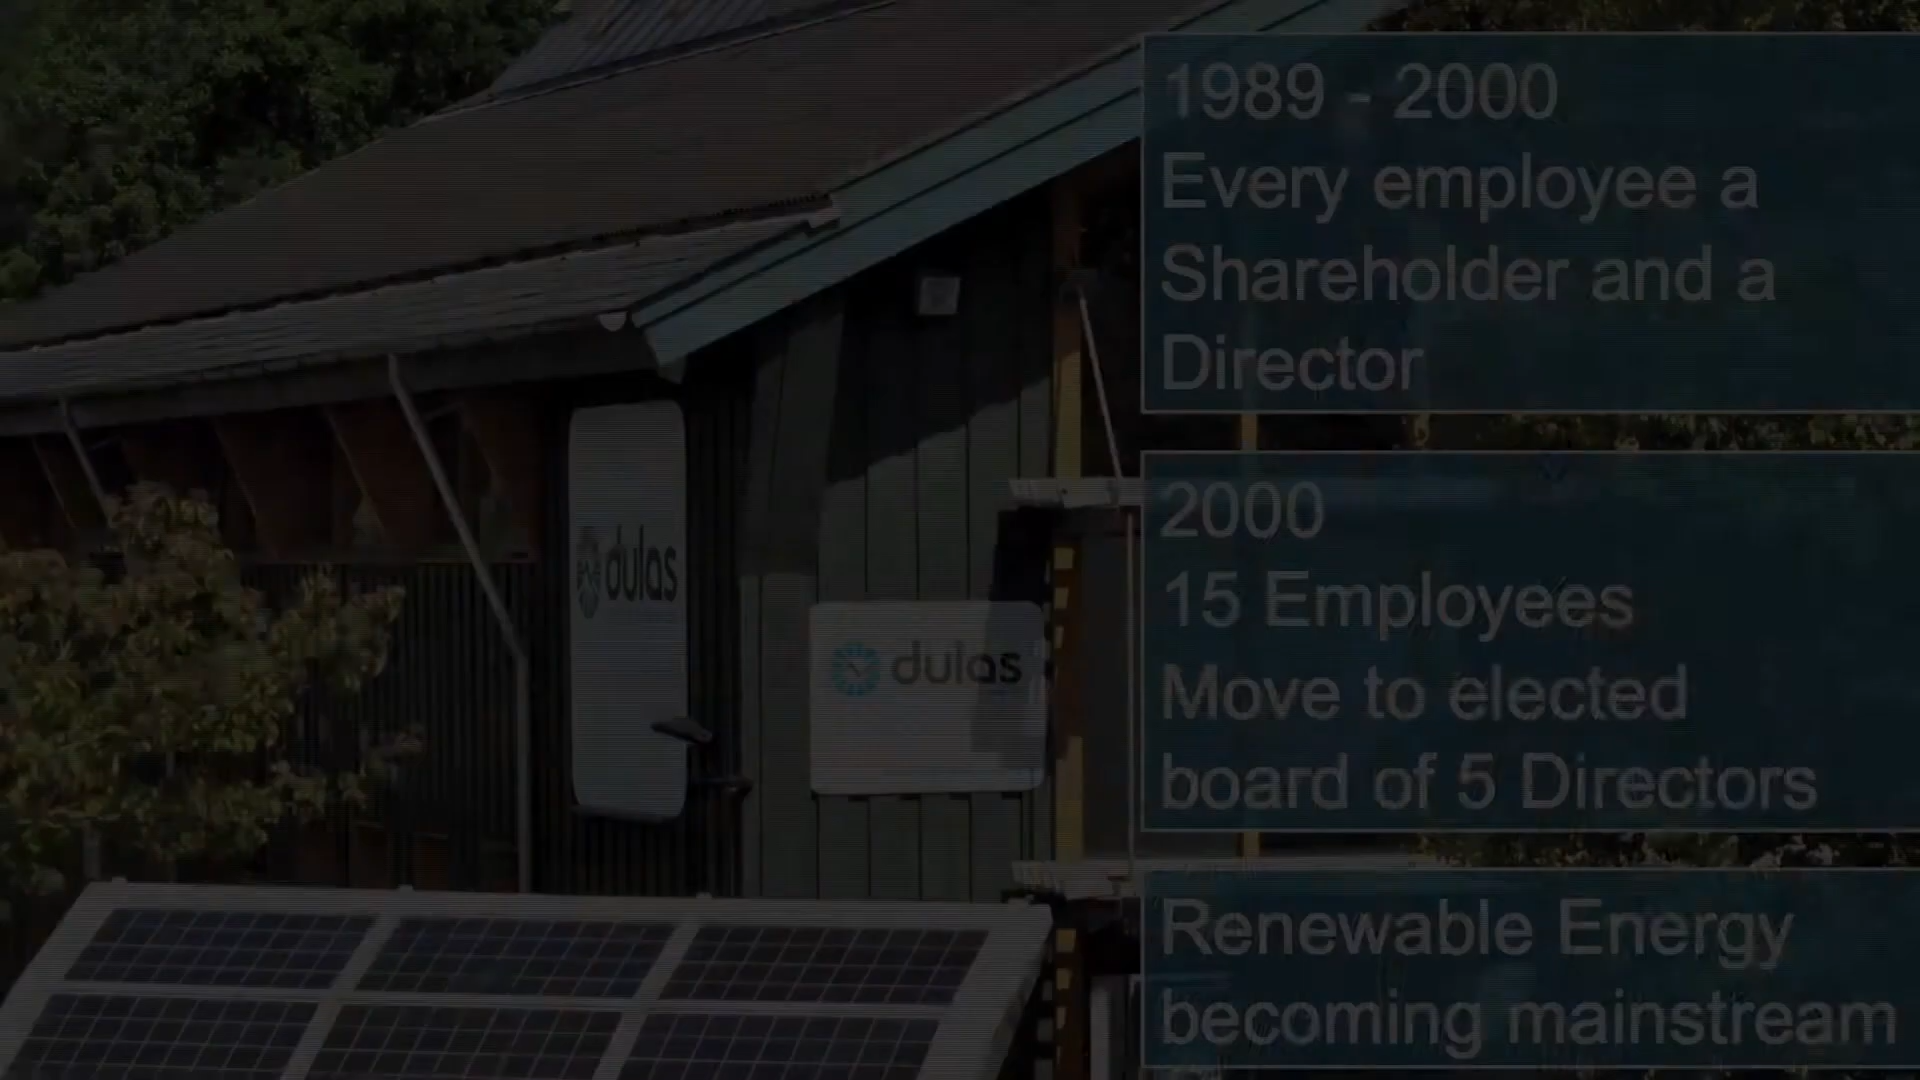 1989 - 2000
Every employee a
Shareholder and a
Director
dulas
2000
15 Employees
Move to elected
board of 5 Directors
dulas
Renewable Energy
becoming mainstream